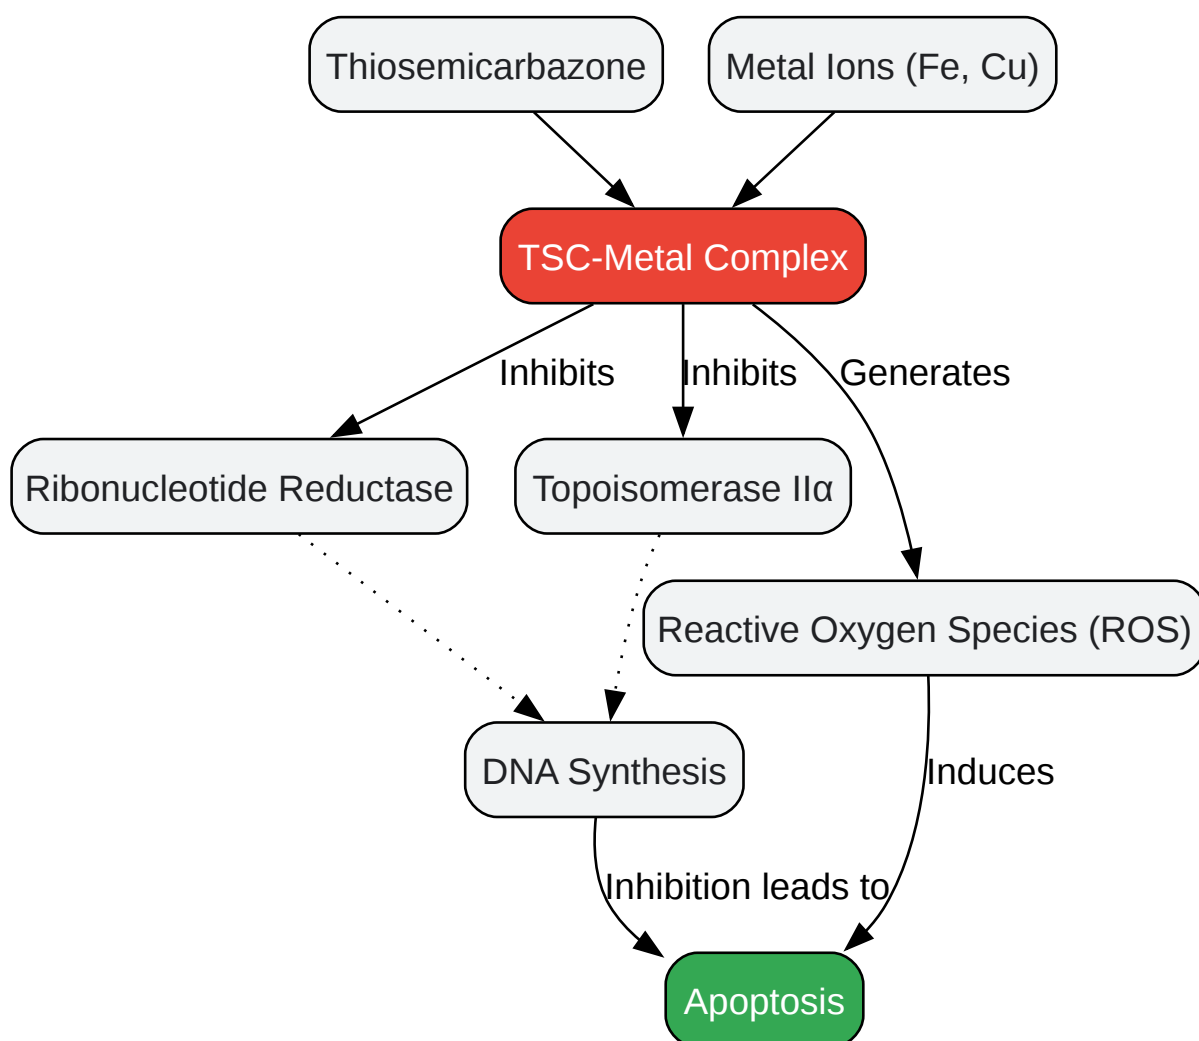 Thiosemicarbazone
Metal Ions (Fe, Cu)
TSC-Metal Complex
Inhibits
Inhibits
Generates
Ribonucleotide Reductase
Topoisomerase IIα
Reactive Oxygen Species (ROS)
DNA Synthesis
Induces
Inhibition leads to
Apoptosis